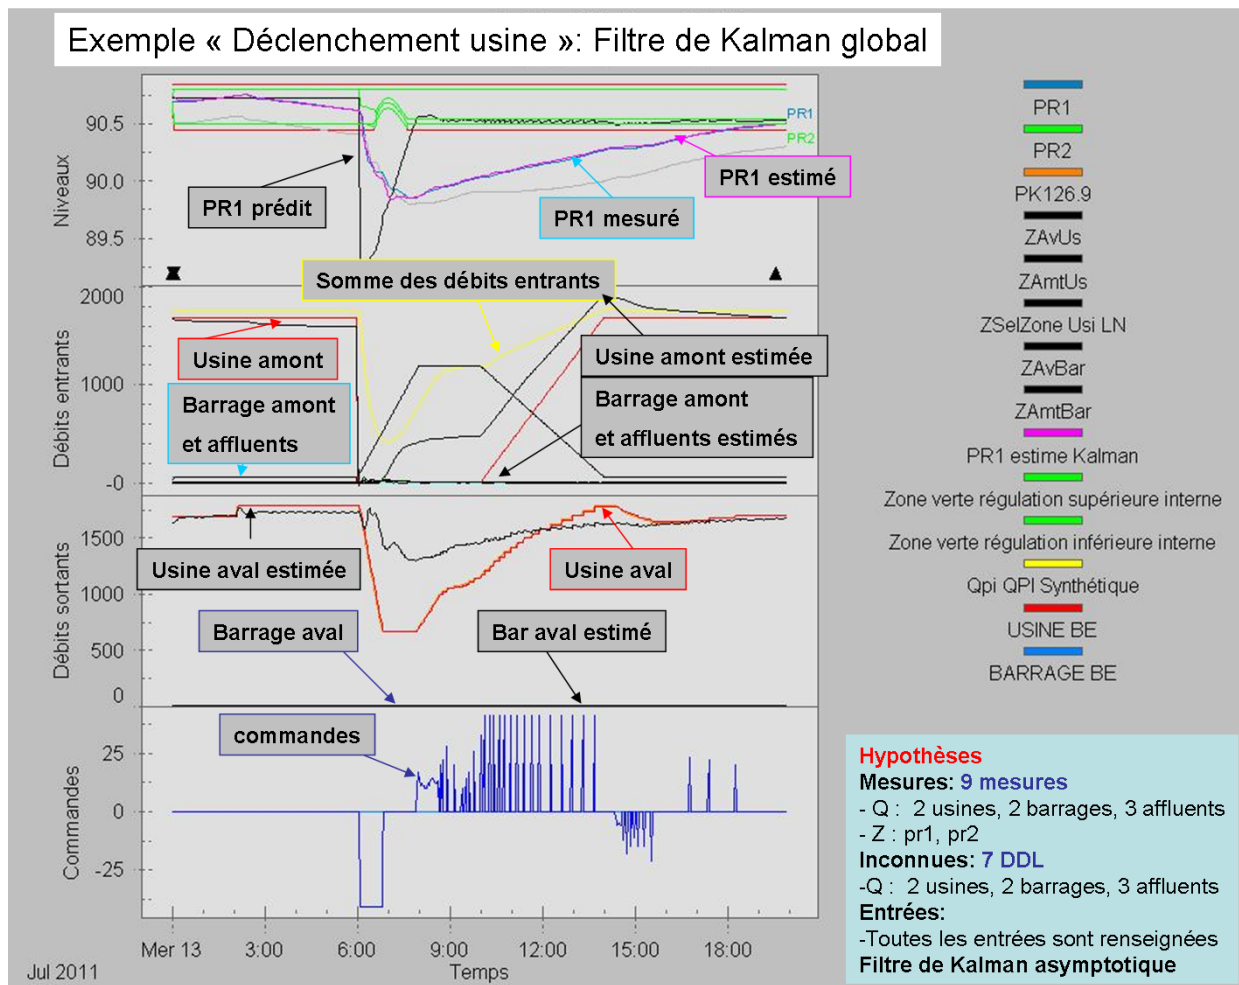 Exemple « Déclenchement usine »: Filtre de Kalman global
Niveaux
90.5
90.0
89.5
PR1
PR2
PR1 prédit
PR1 estimé
PR1 mesuré
Débits entrants
2000
1000
-0
Somme des débits entrants
Usine amont
Usine amont estimée
Barrage amont
et affluents
Barrage amont
et affluents estimés
Débits sortants
1500
1000
500
0
Usine aval estimée
Usine aval
Barrage aval
Bar aval estimé
Commandes
25
0
-25
commandes
Mer 13
3:00
6:00
9:00
12:00
15:00
18:00
Jul 2011
Temps
PR1
PR2
PK126.9
ZAvUs
ZAmtUs
ZSelZone Usi LN
ZAvBar
ZAmtBar
PR1 estime Kalman
Zone verte régulation supérieure interne
Zone verte régulation inférieure interne
Qpi QPI Synthétique
USINE BE
BARRAGE BE
Hypothèses
Mesures: 9 mesures
- Q : 2 usines, 2 barrages, 3 affluents
- Z : pr1, pr2
Inconnues: 7 DDL
-Q : 2 usines, 2 barrages, 3 affluents
Entrées:
-Toutes les entrées sont renseignées
Filtre de Kalman asymptotique